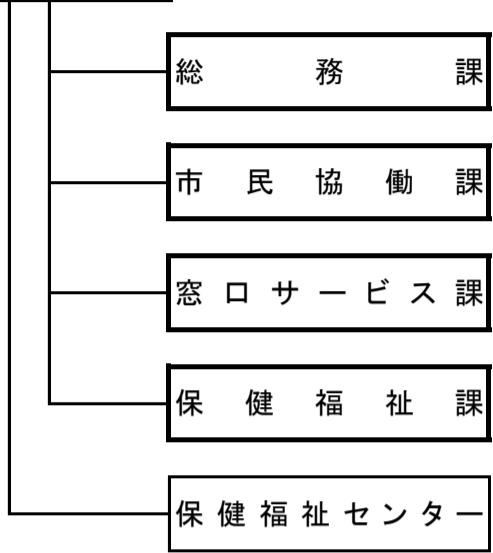 総務課
市民協働課
窓口サービス課
保健福祉課
保健福祉センター